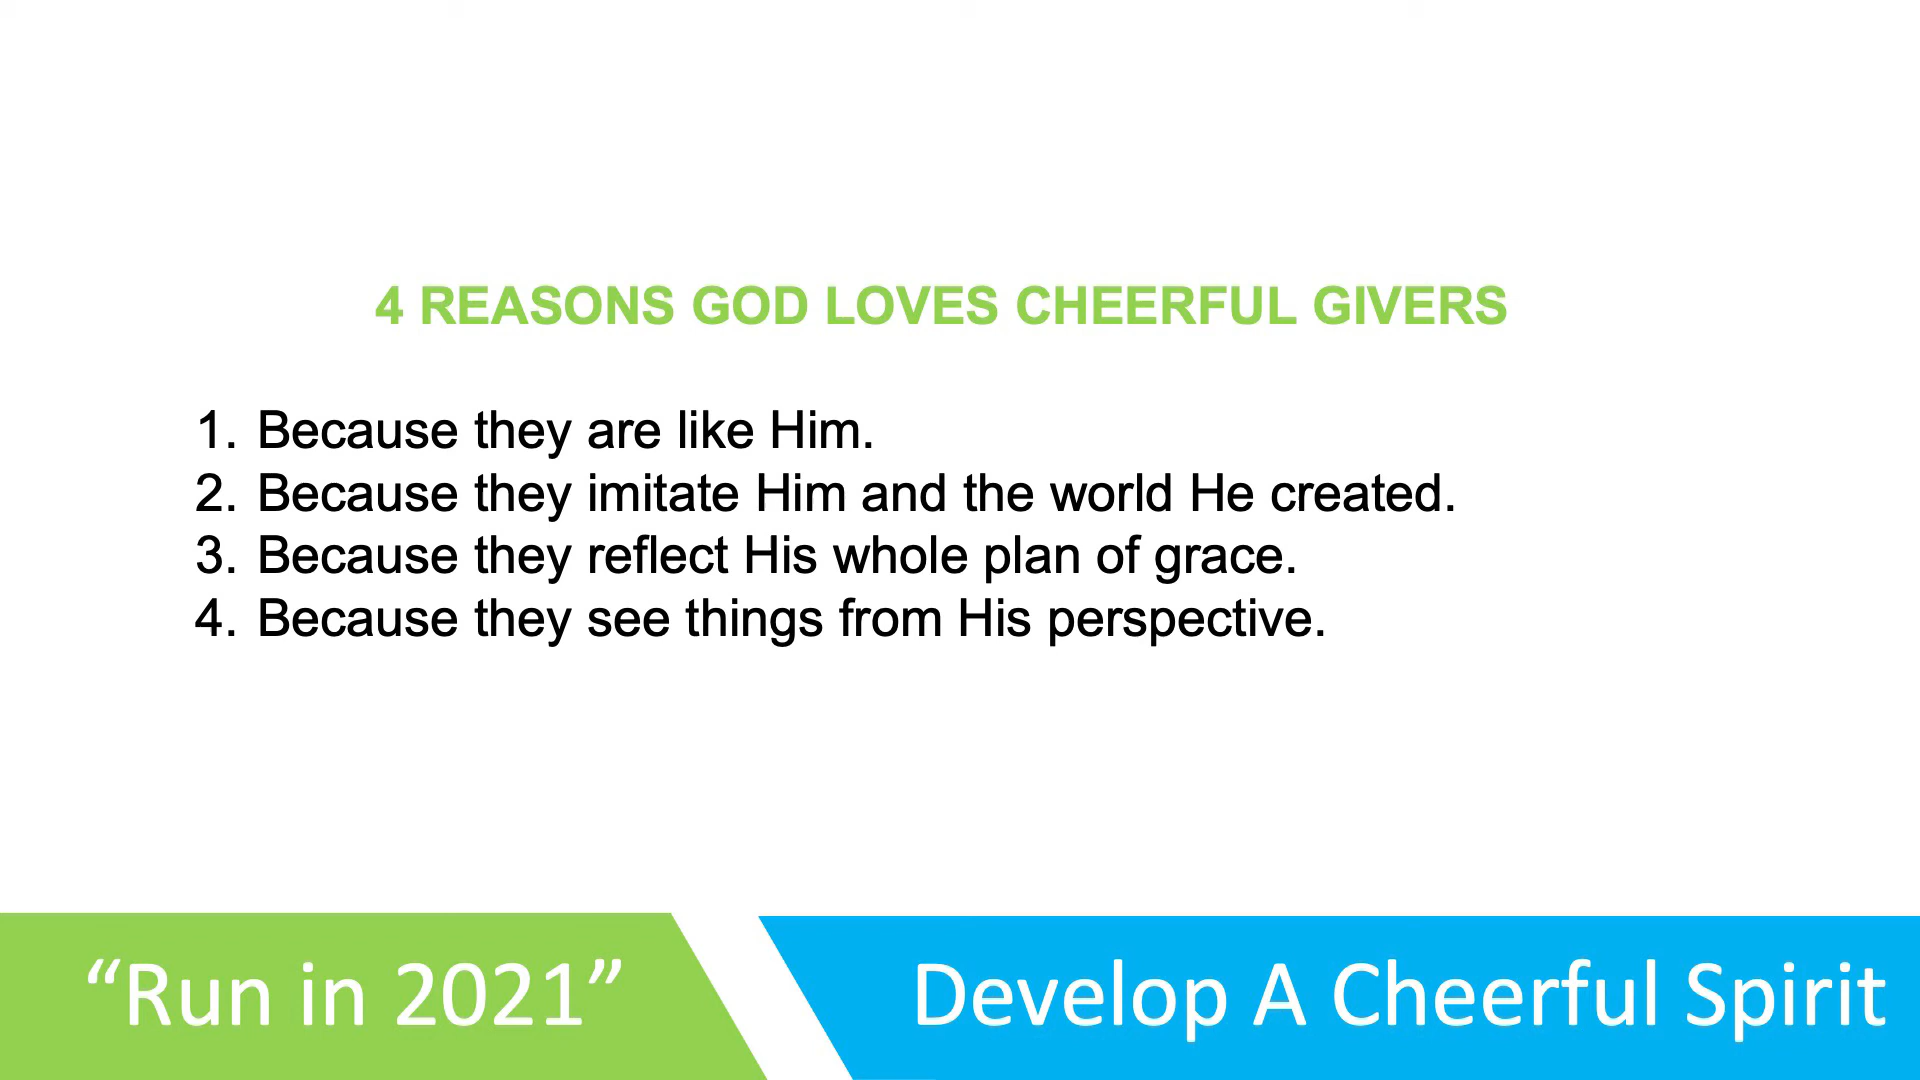 4 REASONS GOD LOVES CHEERFUL GIVERS
1. Because they are like Him.
2. Because they imitate Him and the world He created.
3. Because they reflect His whole plan of grace.
4. Because they see things from His perspective.
“Run in 2021”
Develop A Cheerful Spirit